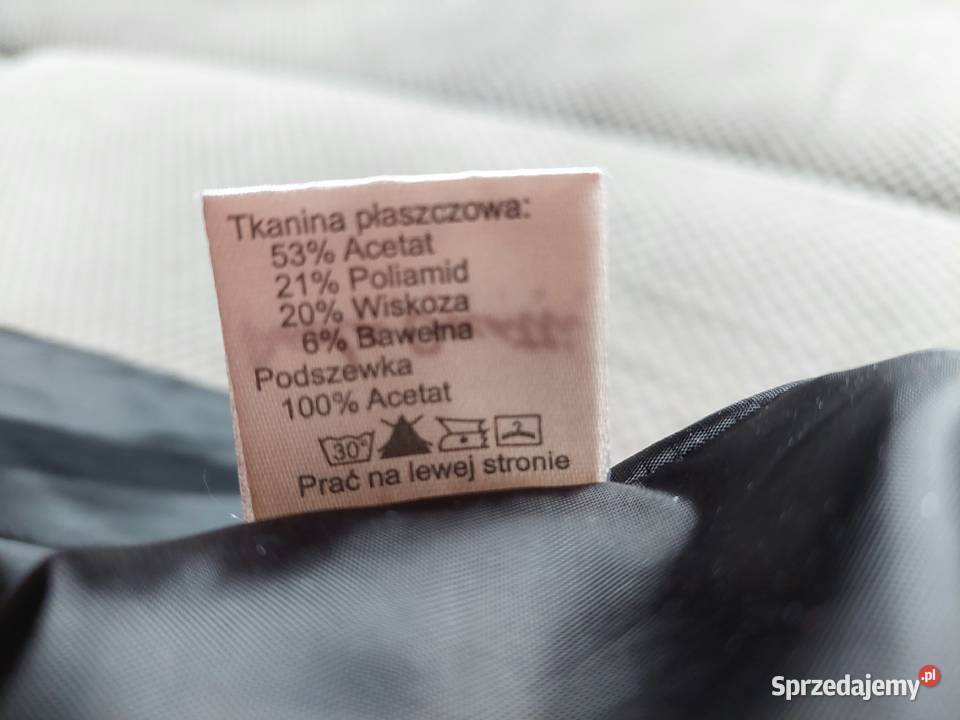 Tkanina płaszczowa:
53% Acetat
21% Poliamid
20% Wiskoza
6% Bawełna
Podszewka
100% Acetat
30°
Prać na lewej stronie
Sprzedajemy.pl